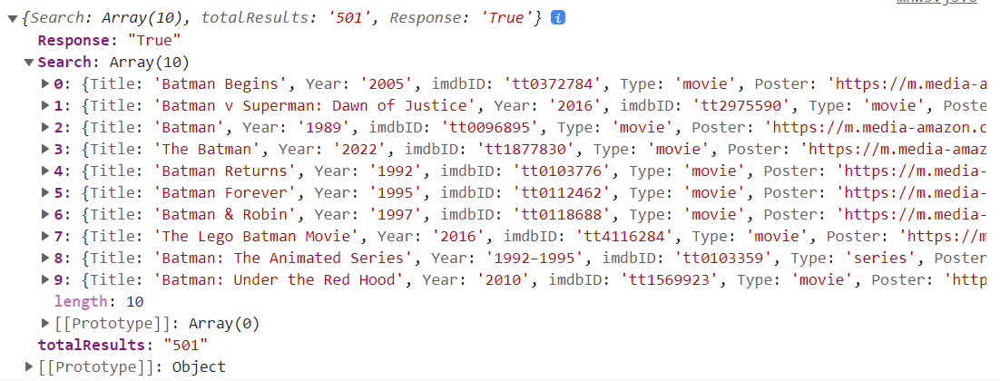 {Search: Array(10), totalResults: '501', Response: 'True'} i
Response: "True"
Search: Array(10)
0: {Title: 'Batman Begins', Year: '2005', imdbID: 'tt0372784', Type: 'movie', Poster: 'https://m.media-a
1: {Title: 'Batman v Superman: Dawn of Justice', Year: '2016', imdbID: 'tt2975590', Type: 'movie', Poste
2: {Title: 'Batman', Year: '1989', imdbID: 'tt0096895', Type: 'movie', Poster: 'https://m.media-amazon.c
3: {Title: 'The Batman', Year: '2022', imdbID: 'tt1877830', Type: 'movie', Poster: 'https://m.media-amaz
4: {Title: 'Batman Returns', Year: '1992', imdbID: 'tt0103776', Type: 'movie', Poster: 'https://m.media-
5: {Title: 'Batman Forever', Year: '1995', imdbID: 'tt0112462', Type: 'movie', Poster: 'https://m.media-
6: {Title: 'Batman & Robin', Year: '1997', imdbID: 'tt0118688', Type: 'movie', Poster: 'https://m.media-
7: {Title: 'The Lego Batman Movie', Year: '2016', imdbID: 'tt4116284', Type: 'movie', Poster: 'https://m
8: {Title: 'Batman: The Animated Series', Year: '1992–1995', imdbID: 'tt0103359', Type: 'series', Poster
9: {Title: 'Batman: Under the Red Hood', Year: '2010', imdbID: 'tt1569923', Type: 'movie', Poster: 'http
length: 10
[[Prototype]]: Array(0)
totalResults: "501"
[[Prototype]]: Object